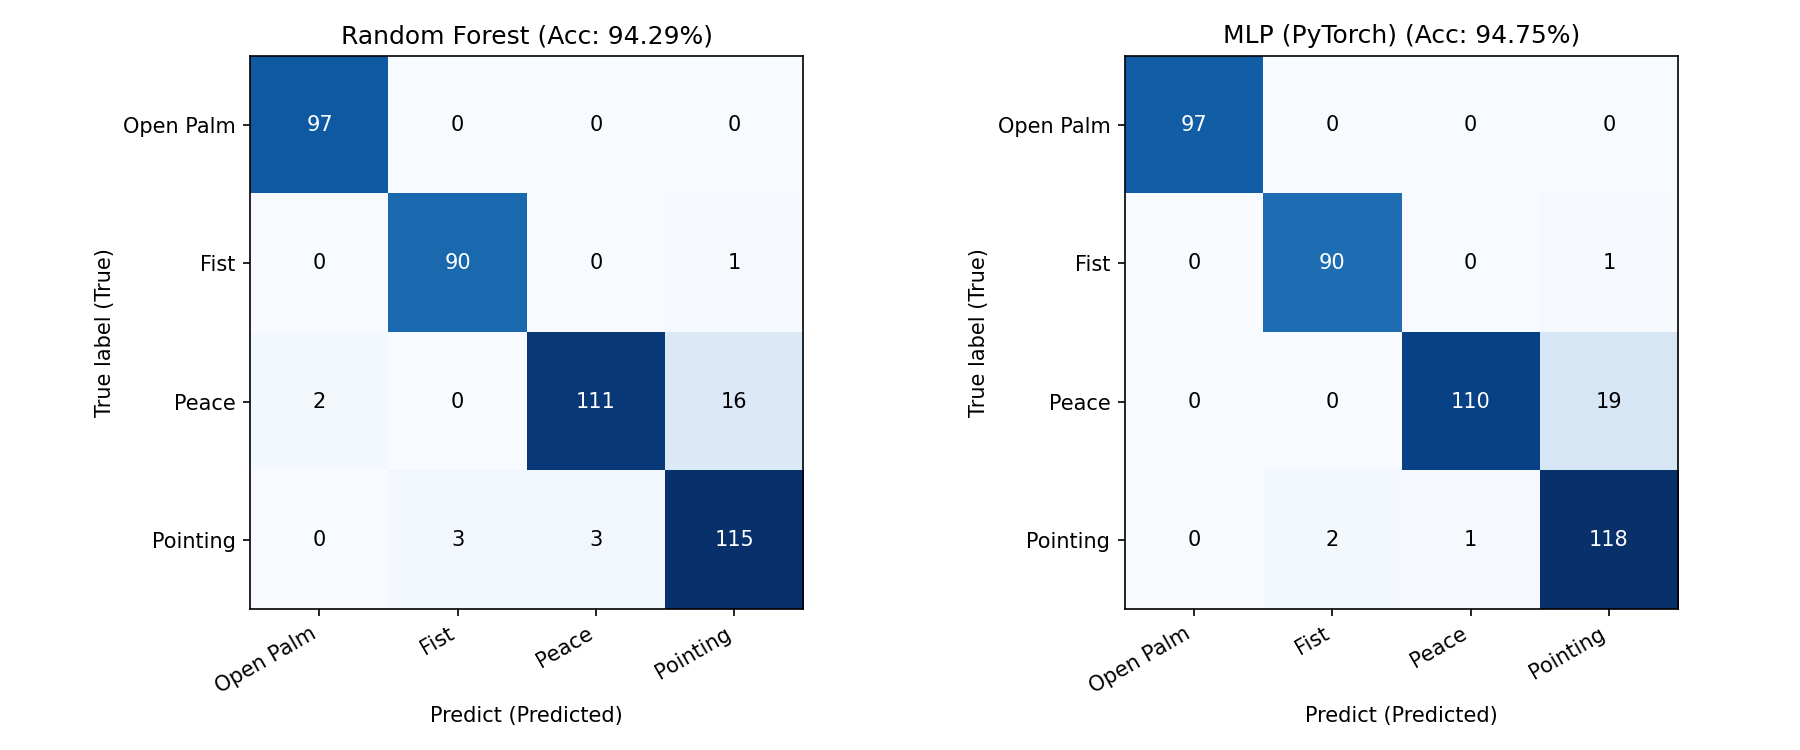 Random Forest (Acc: 94.29%)
True label (True)
Open Palm 97 0 0 0
Fist 0 90 0 1
Peace 2 0 111 16
Pointing 0 3 3 115
Open Palm Fist Peace Pointing
Predict (Predicted)
MLP (PyTorch) (Acc: 94.75%)
True label (True)
Open Palm 97 0 0 0
Fist 0 90 0 1
Peace 0 0 110 19
Pointing 0 2 1 118
Open Palm Fist Peace Pointing
Predict (Predicted)